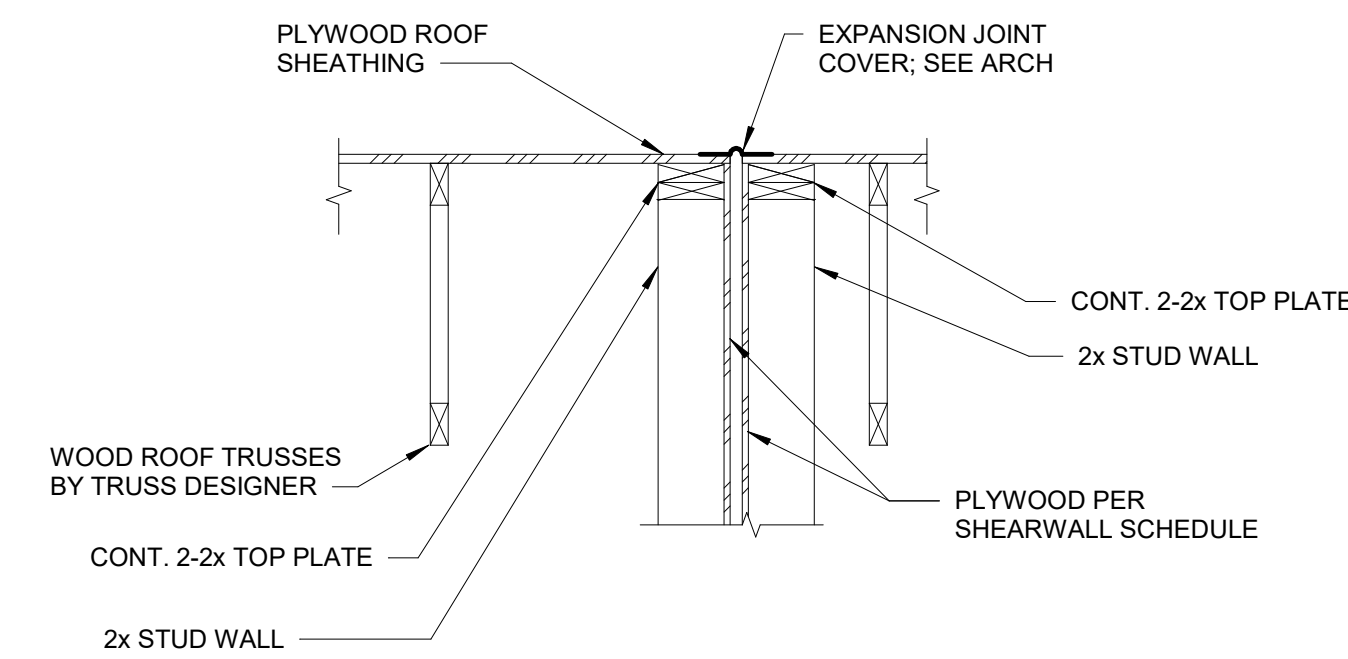 PLYWOOD ROOF
SHEATHING
EXPANSION JOINT
COVER; SEE ARCH
CONT. 2-2x TOP PLATE
2x STUD WALL
WOOD ROOF TRUSSES
BY TRUSS DESIGNER
PLYWOOD PER
SHEARWALL SCHEDULE
CONT. 2-2x TOP PLATE
2x STUD WALL